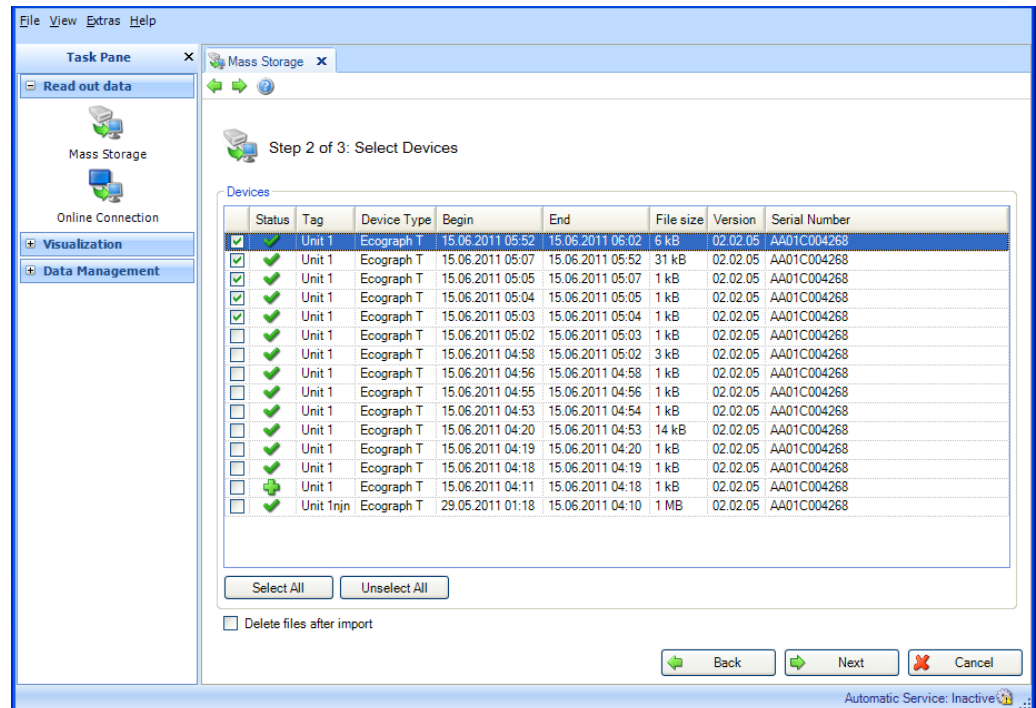 File View Extras Help
Task Pane
Read out data
Mass Storage
Online Connection
Visualization
Data Management
Mass Storage
Step 2 of 3: Select Devices
Devices
Status Tag Device Type Begin End File size Version Serial Number
Unit 1 Ecograph T 15.06.2011 05:52 15.06.2011 06:02 6 kB 02.02.05 AA01C004268
Unit 1 Ecograph T 15.06.2011 05:07 15.06.2011 05:52 31 kB 02.02.05 AA01C004268
Unit 1 Ecograph T 15.06.2011 05:05 15.06.2011 05:07 1 kB 02.02.05 AA01C004268
Unit 1 Ecograph T 15.06.2011 05:04 15.06.2011 05:05 1 kB 02.02.05 AA01C004268
Unit 1 Ecograph T 15.06.2011 05:03 15.06.2011 05:04 1 kB 02.02.05 AA01C004268
Unit 1 Ecograph T 15.06.2011 05:02 15.06.2011 05:03 1 kB 02.02.05 AA01C004268
Unit 1 Ecograph T 15.06.2011 04:58 15.06.2011 05:02 3 kB 02.02.05 AA01C004268
Unit 1 Ecograph T 15.06.2011 04:56 15.06.2011 04:58 1 kB 02.02.05 AA01C004268
Unit 1 Ecograph T 15.06.2011 04:55 15.06.2011 04:56 1 kB 02.02.05 AA01C004268
Unit 1 Ecograph T 15.06.2011 04:53 15.06.2011 04:54 1 kB 02.02.05 AA01C004268
Unit 1 Ecograph T 15.06.2011 04:20 15.06.2011 04:53 14 kB 02.02.05 AA01C004268
Unit 1 Ecograph T 15.06.2011 04:19 15.06.2011 04:20 1 kB 02.02.05 AA01C004268
Unit 1 Ecograph T 15.06.2011 04:18 15.06.2011 04:19 1 kB 02.02.05 AA01C004268
Unit 1 Ecograph T 15.06.2011 04:11 15.06.2011 04:18 1 kB 02.02.05 AA01C004268
Unit 1njn Ecograph T 29.05.2011 01:18 15.06.2011 04:10 1 MB 02.02.05 AA01C004268
Select All Unselect All
Delete files after import
Back Next Cancel
Automatic Service: Inactive